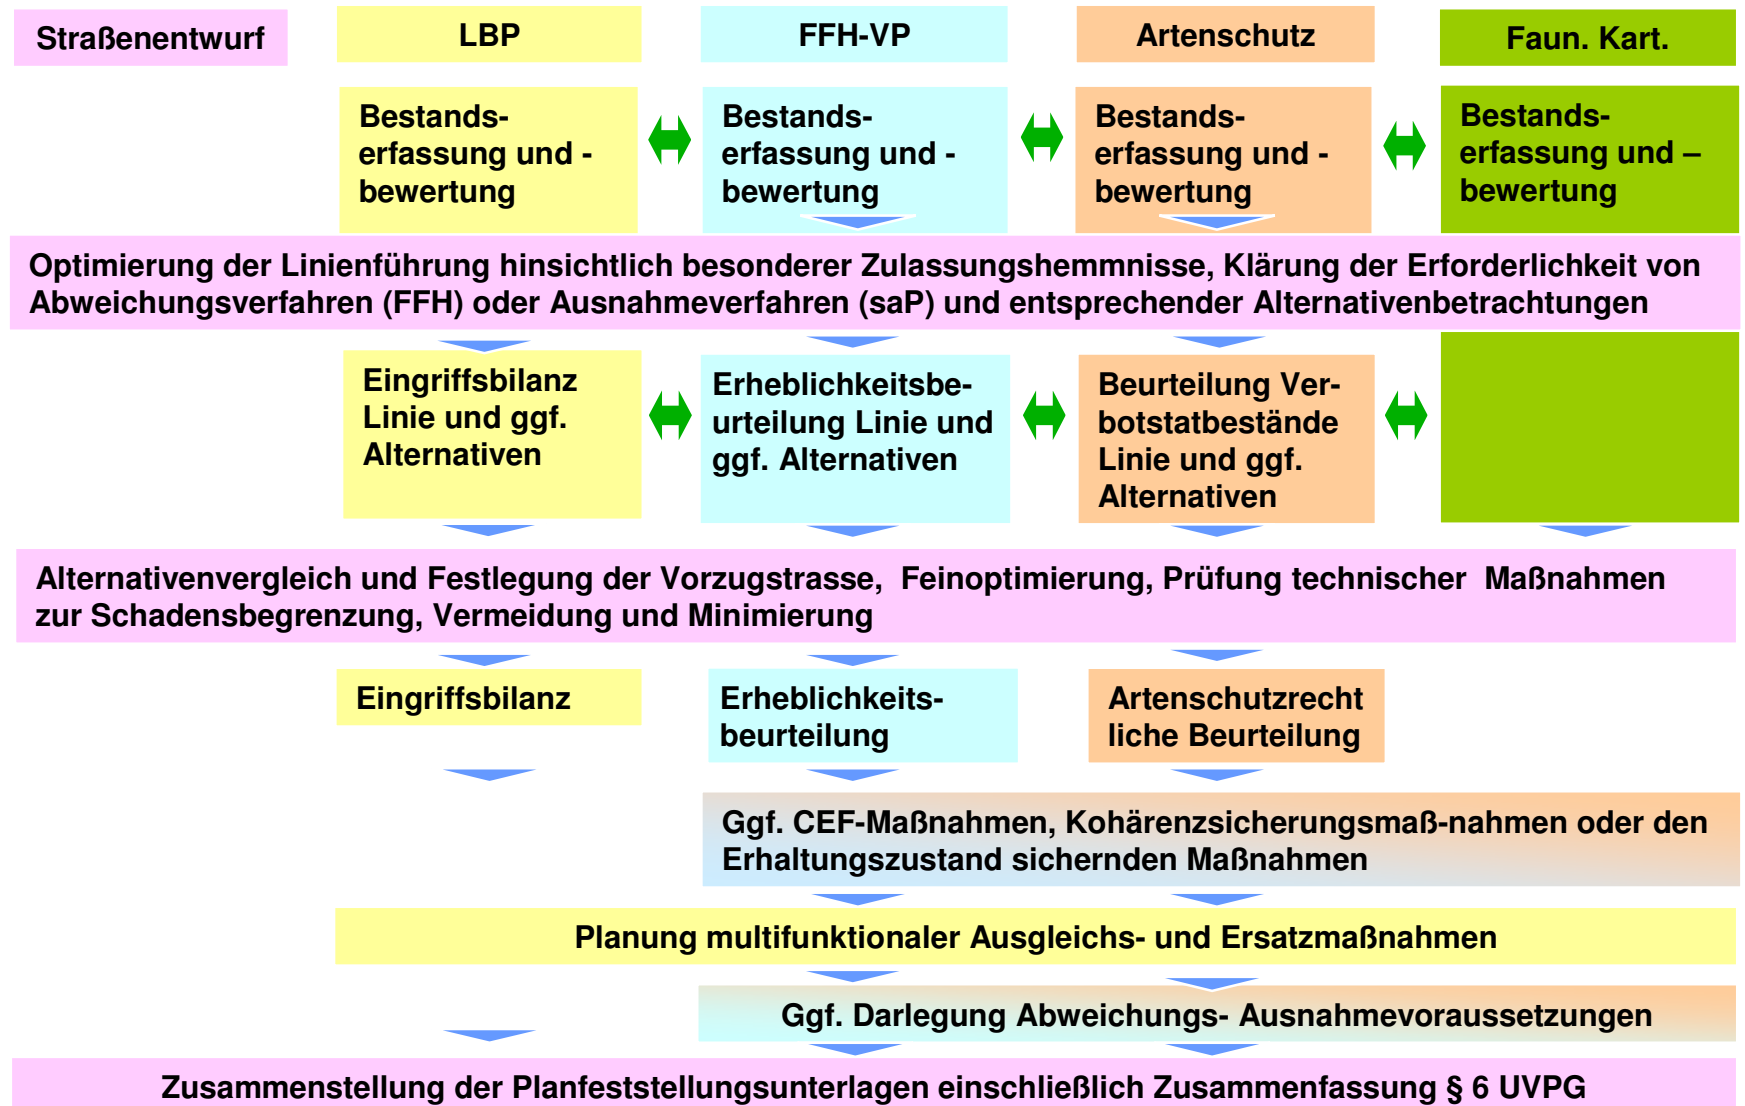 Straßenentwurf
LBP
FFH-VP
Artenschutz
Faun. Kart.
Bestands-
erfassung und -
bewertung
Bestands-
erfassung und -
bewertung
Bestands-
erfassung und -
bewertung
Bestands-
erfassung und –
bewertung
Optimierung der Linienführung hinsichtlich besonderer Zulassungshemmnisse, Klärung der Erforderlichkeit von
Abweichungsverfahren (FFH) oder Ausnahmeverfahren (saP) und entsprechender Alternativenbetrachtungen
Eingriffsbilanz
Linie und ggf.
Alternativen
Erheblichkeitsbe-
urteilung Linie und
ggf. Alternativen
Beurteilung Ver-
botstatbestände
Linie und ggf.
Alternativen
Alternativenvergleich und Festlegung der Vorzugstrasse, Feinoptimierung, Prüfung technischer Maßnahmen
zur Schadensbegrenzung, Vermeidung und Minimierung
Eingriffsbilanz
Erheblichkeits-
beurteilung
Artenschutzrecht
liche Beurteilung
Ggf. CEF-Maßnahmen, Kohärenzsicherungsmaß-nahmen oder den
Erhaltungszustand sichernden Maßnahmen
Planung multifunktionaler Ausgleichs- und Ersatzmaßnahmen
Ggf. Darlegung Abweichungs- Ausnahmevoraussetzungen
Zusammenstellung der Planfeststellungsunterlagen einschließlich Zusammenfassung § 6 UVPG